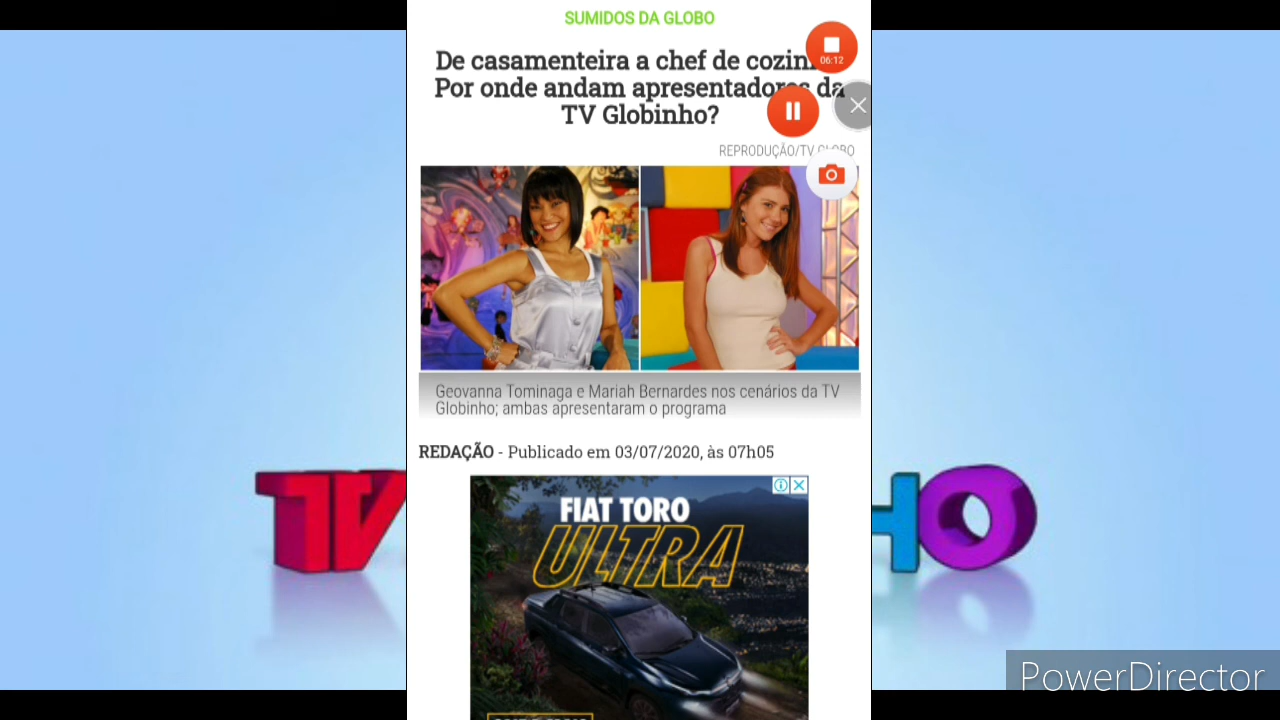 SUMIDOS DA GLOBO
De casamenteira a chef de
Por onde andam apresentadores da
TV Globinho?
06:12
REPRODUÇÃO/TV GLOBO
Geovanna Tominaga e Mariah Bernardes nos cenários da TV
Globinho; ambas apresentaram o programa
REDAÇÃO - Publicado em 03/07/2020, às 07h05
FIAT TORO
ULTRA
TV
HO
PowerDirector